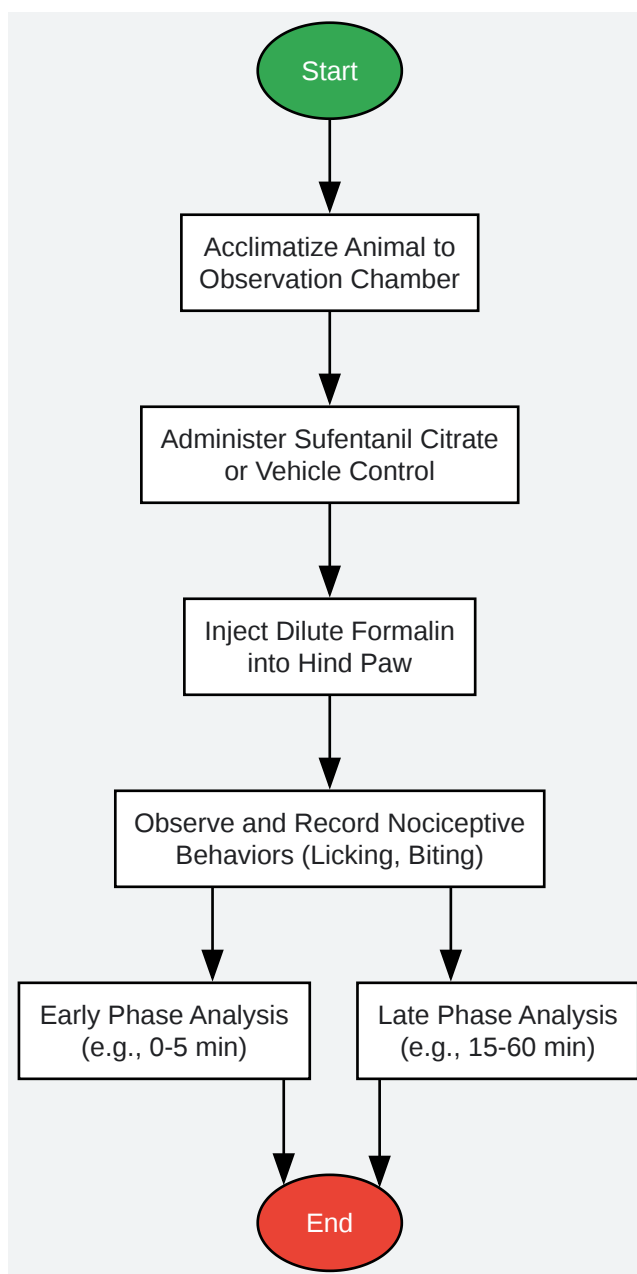 Start
Acclimatize Animal to
Observation Chamber
Administer Sufentanil Citrate
or Vehicle Control
Inject Dilute Formalin
into Hind Paw
Observe and Record Nociceptive
Behaviors (Licking, Biting)
Early Phase Analysis
(e.g., 0-5 min)
Late Phase Analysis
(e.g., 15-60 min)
End